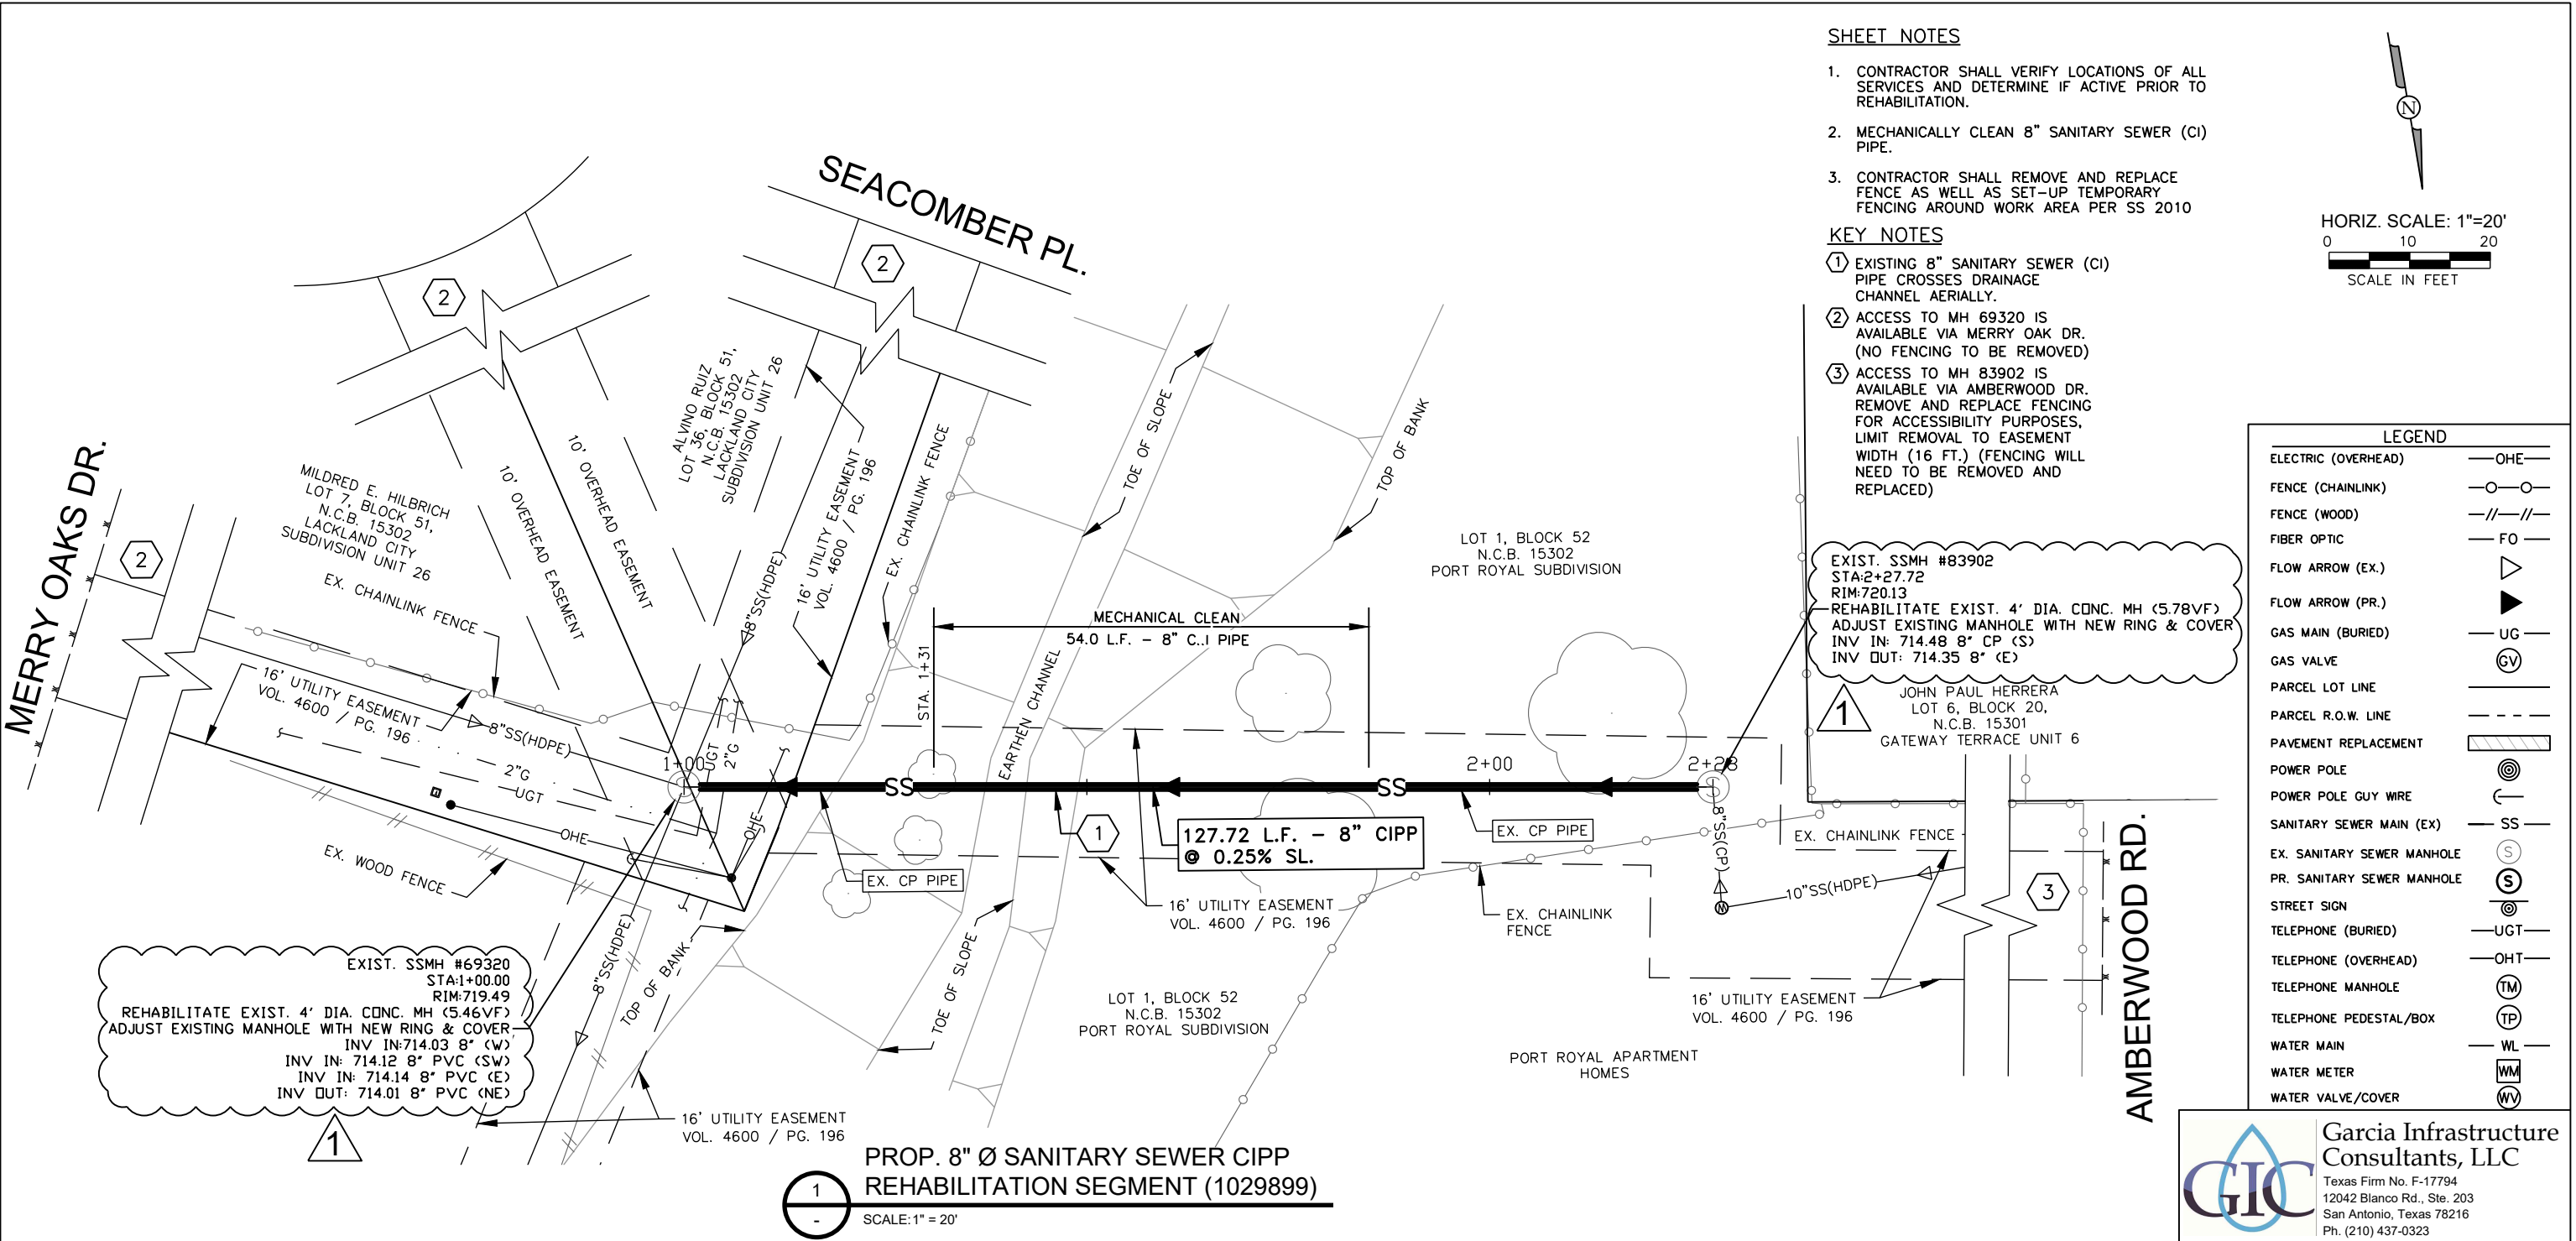 SHEET NOTES
1. CONTRACTOR SHALL VERIFY LOCATIONS OF ALL
SERVICES AND DETERMINE IF ACTIVE PRIOR TO
REHABILITATION.
2. MECHANICALLY CLEAN 8" SANITARY SEWER (CI)
PIPE.
3. CONTRACTOR SHALL REMOVE AND REPLACE
FENCE AS WELL AS SET-UP TEMPORARY
FENCING AROUND WORK AREA PER SS 2010
KEY NOTES
1 EXISTING 8" SANITARY SEWER (CI)
PIPE CROSSES DRAINAGE
CHANNEL AERIALLY.
2 ACCESS TO MH 69320 IS
AVAILABLE VIA MERRY OAK DR.
(NO FENCING TO BE REMOVED)
3 ACCESS TO MH 83902 IS
AVAILABLE VIA AMBERWOOD DR.
REMOVE AND REPLACE FENCING
FOR ACCESSIBILITY PURPOSES,
LIMIT REMOVAL TO EASEMENT
WIDTH (16 FT.) (FENCING WILL
NEED TO BE REMOVED AND
REPLACED)
N
HORIZ. SCALE: 1"=20'
0 10 20
SCALE IN FEET
SEACOMBER PL.
2
2
MERRY OAKS DR.
2
MILDRED E. HILBRICH
LOT 7, BLOCK 51,
N.C.B. 15302
LACKLAND CITY
SUBDIVISION UNIT 26
EX. CHAINLINK FENCE
10' OVERHEAD EASEMENT
10' OVERHEAD EASEMENT
ALVINO RUIZ
LOT 36, BLOCK 51,
N.C.B. 15302
LACKLAND CITY
SUBDIVISION UNIT 26
8"SS(HDPE)
16' UTILITY EASEMENT
VOL. 4600 / PG. 196
EX. CHAINLINK FENCE
TOE OF SLOPE
TOP OF BANK
LOT 1, BLOCK 52
N.C.B. 15302
PORT ROYAL SUBDIVISION
MECHANICAL CLEAN
54.0 L.F. - 8" C..I PIPE
STA. 1+31
EARTHEN CHANNEL
EXIST. SSMH #83902
STA:2+27.72
RIM:720.13
REHABILITATE EXIST. 4' DIA. CONC. MH (5.78VF)
ADJUST EXISTING MANHOLE WITH NEW RING & COVER
INV IN: 714.48 8" CP (S)
INV OUT: 714.35 8" (E)
1
JOHN PAUL HERRERA
LOT 6, BLOCK 20,
N.C.B. 15301
GATEWAY TERRACE UNIT 6
16' UTILITY EASEMENT
VOL. 4600 / PG. 196
8"SS(HDPE)
2"G
UGT
UGT
2"G
OHE
OHE
EX. WOOD FENCE
1+00
SS
SS
2+00
2+28
S
S
EX. CP PIPE
1
127.72 L.F. - 8" CIPP
@ 0.25% SL.
EX. CP PIPE
8"SS(CP)
EX. CHAINLINK FENCE
10"SS(HDPE)
3
AMBERWOOD RD.
16' UTILITY EASEMENT
VOL. 4600 / PG. 196
EX. CHAINLINK
FENCE
16' UTILITY EASEMENT
VOL. 4600 / PG. 196
8"SS(HDPE)
TOP OF BANK
TOE OF SLOPE
LOT 1, BLOCK 52
N.C.B. 15302
PORT ROYAL SUBDIVISION
PORT ROYAL APARTMENT
HOMES
EXIST. SSMH #69320
STA:1+00.00
RIM:719.49
REHABILITATE EXIST. 4' DIA. CONC. MH (5.46VF)
ADJUST EXISTING MANHOLE WITH NEW RING & COVER
INV IN:714.03 8" (W)
INV IN: 714.12 8" PVC (SW)
INV IN: 714.14 8" PVC (E)
INV OUT: 714.01 8" PVC (NE)
1
16' UTILITY EASEMENT
VOL. 4600 / PG. 196
1
-
PROP. 8" Ø SANITARY SEWER CIPP
REHABILITATION SEGMENT (1029899)
SCALE:1" = 20'
LEGEND
ELECTRIC (OVERHEAD) OHE
FENCE (CHAINLINK)
FENCE (WOOD)
FIBER OPTIC FO
FLOW ARROW (EX.)
FLOW ARROW (PR.)
GAS MAIN (BURIED) UG
GAS VALVE GV
PARCEL LOT LINE
PARCEL R.O.W. LINE
PAVEMENT REPLACEMENT
POWER POLE
POWER POLE GUY WIRE
SANITARY SEWER MAIN (EX) SS
EX. SANITARY SEWER MANHOLE S
PR. SANITARY SEWER MANHOLE S
STREET SIGN
TELEPHONE (BURIED) UGT
TELEPHONE (OVERHEAD) OHT
TELEPHONE MANHOLE TM
TELEPHONE PEDESTAL/BOX TP
WATER MAIN WL
WATER METER WM
WATER VALVE/COVER WV
GIC
Garcia Infrastructure
Consultants, LLC
Texas Firm No. F-17794
12042 Blanco Rd., Ste. 203
San Antonio, Texas 78216
Ph. (210) 437-0323